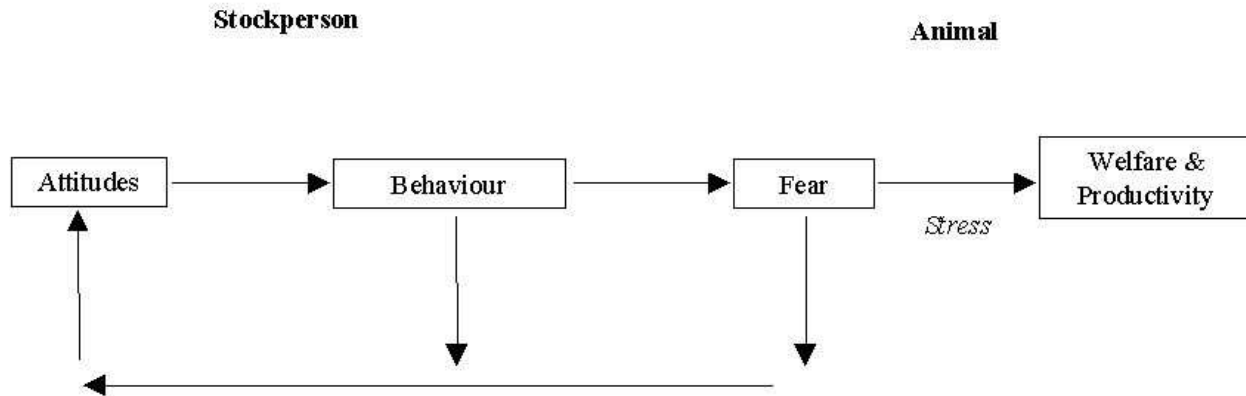 Stockperson
Animal
Attitudes
Behaviour
Fear
Welfare &
Productivity
Stress